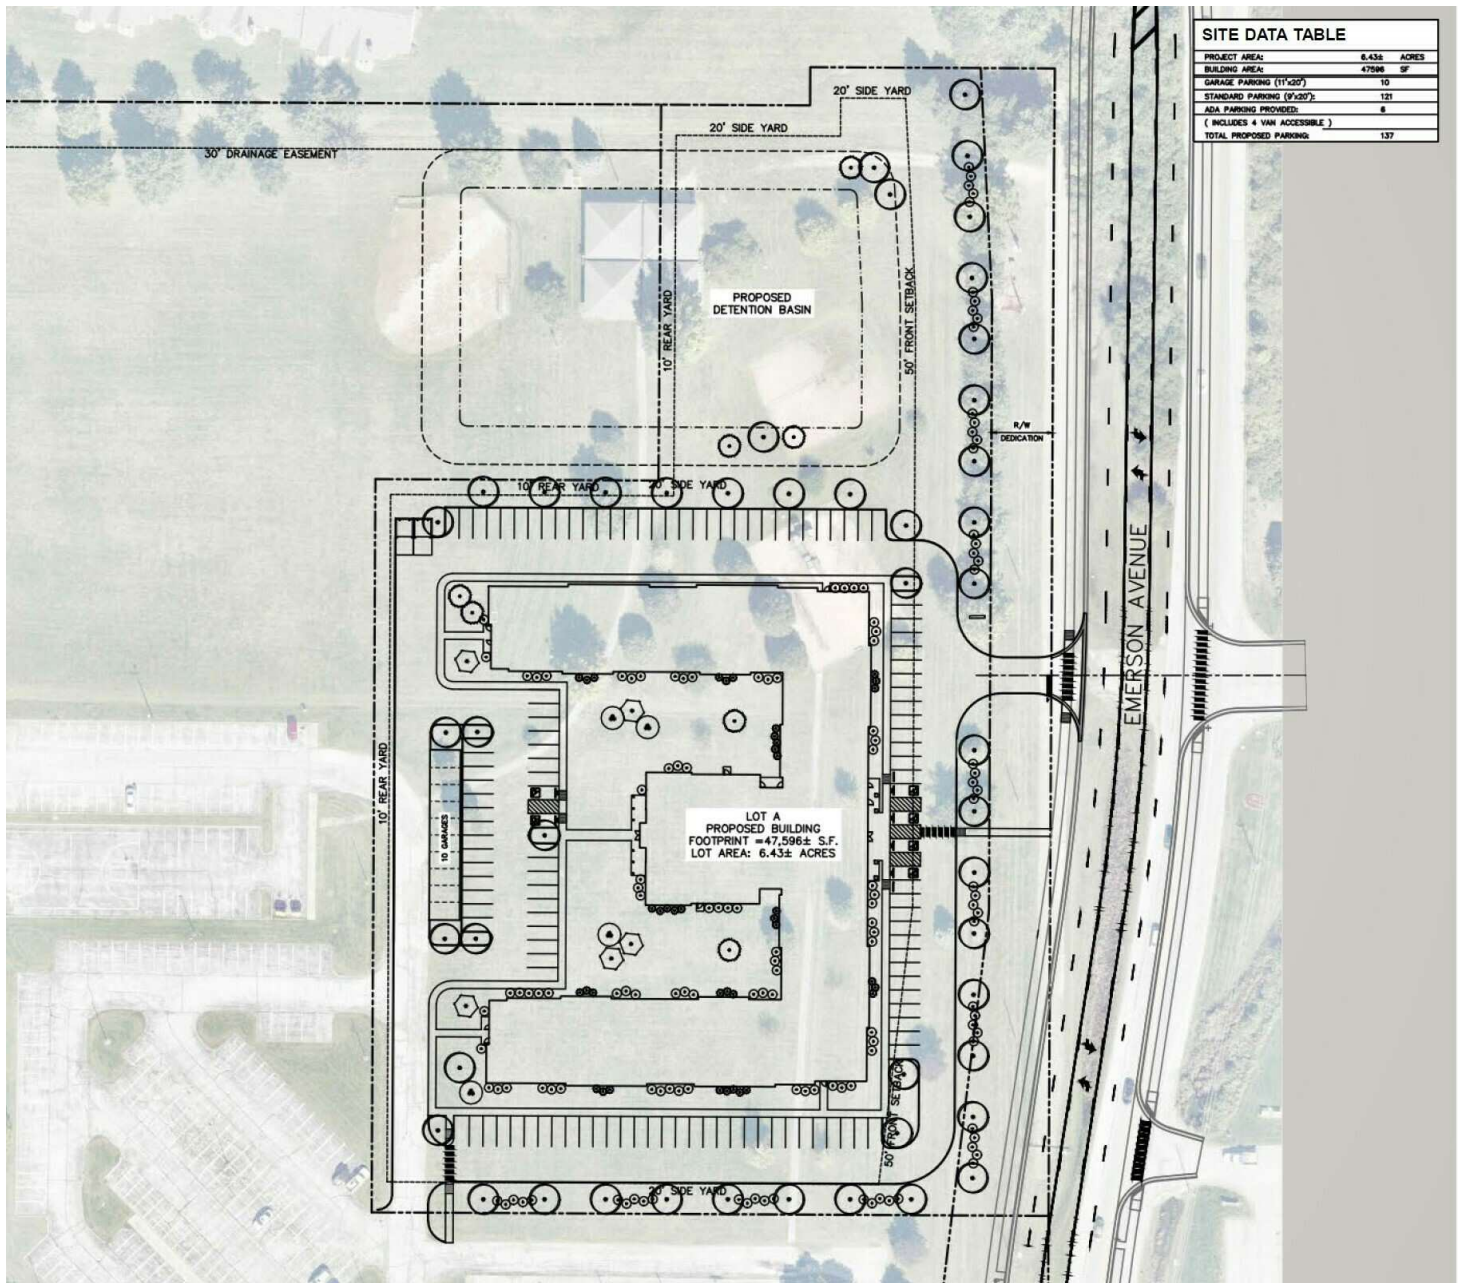 SITE DATA TABLE
PROJECT AREA: 6.43± ACRES
BUILDING AREA: 47596 SF
GARAGE PARKING (11'x20') 10
STANDARD PARKING (9'x20'): 121
ADA PARKING PROVIDED: 6
( INCLUDES 4 VAN ACCESSIBLE )
TOTAL PROPOSED PARKING: 137
20' SIDE YARD
20' SIDE YARD
30' DRAINAGE EASEMENT
PROPOSED
DETENTION BASIN
10' REAR YARD
50' FRONT SETBACK
R/W
DEDICATION
10' REAR YARD
20' SIDE YARD
EMERSON AVENUE
10' REAR YARD
10 GARAGES
LOT A
PROPOSED BUILDING
FOOTPRINT =47,596± S.F.
LOT AREA: 6.43± ACRES
50' FRONT SETBACK
20' SIDE YARD